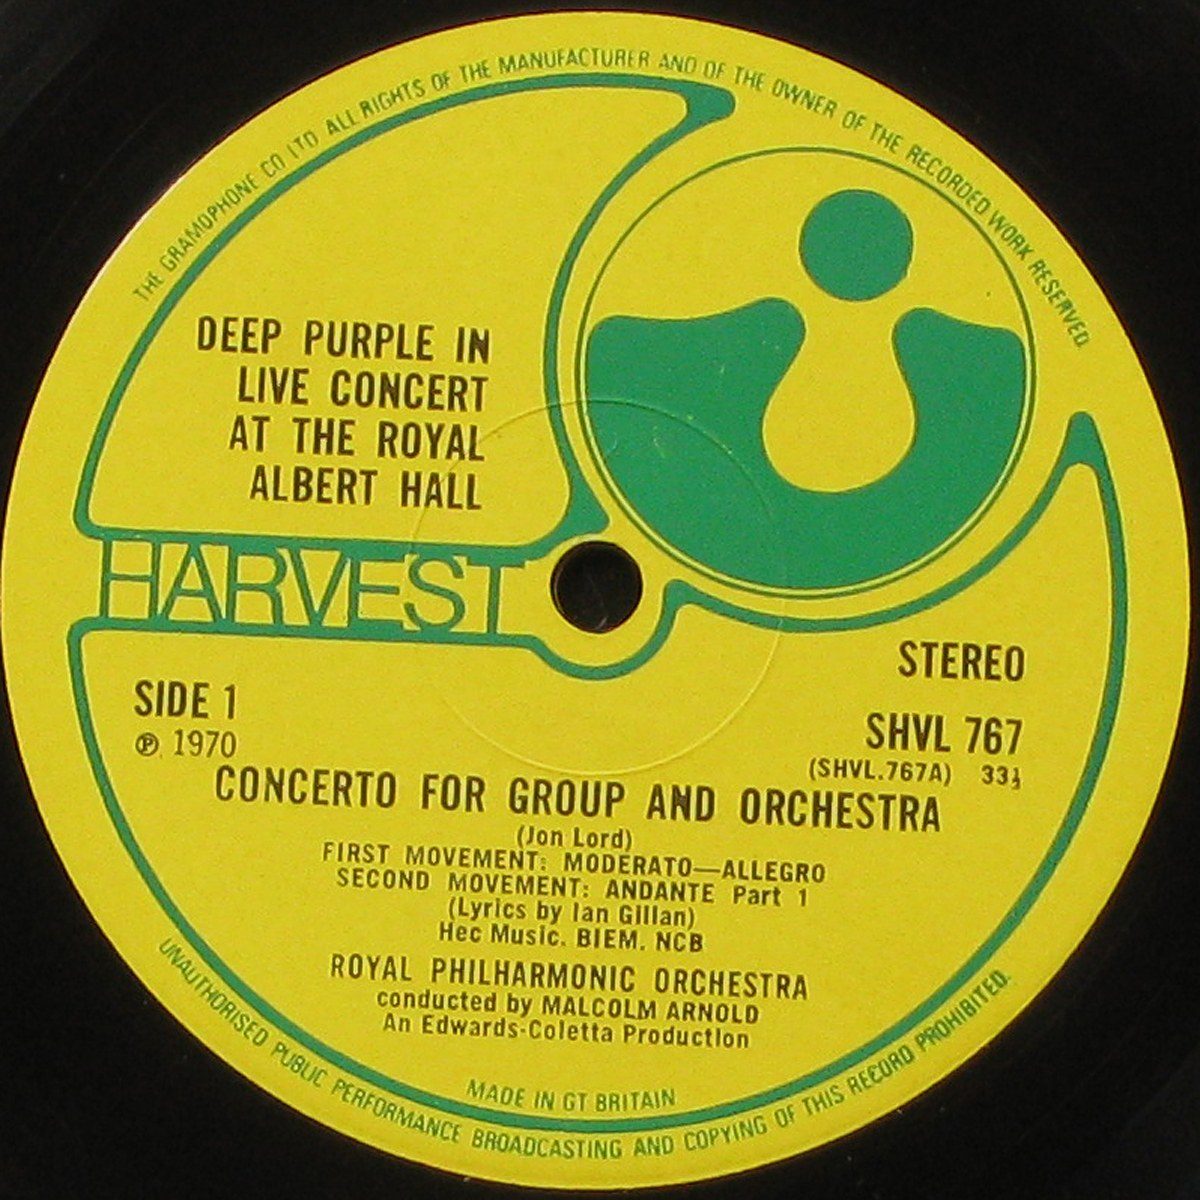 THE GRAMOPHONE CO LTD ALL RIGHTS OF THE MANUFACTURER AND OF THE OWNER OF THE RECORDED WORK RESERVED.
DEEP PURPLE IN
LIVE CONCERT
AT THE ROYAL
ALBERT HALL
HARVEST
STEREO
SIDE 1
SHVL 767
℗ 1970
(SHVL.767A) 33⅓
CONCERTO FOR GROUP AND ORCHESTRA
(Jon Lord)
FIRST MOVEMENT: MODERATO—ALLEGRO
SECOND MOVEMENT: ANDANTE Part 1
(Lyrics by Ian Gillan)
Hec Music. BIEM. NCB
ROYAL PHILHARMONIC ORCHESTRA
conducted by MALCOLM ARNOLD
An Edwards-Coletta Production
MADE IN GT BRITAIN
UNAUTHORISED PUBLIC PERFORMANCE BROADCASTING AND COPYING OF THIS RECORD PROHIBITED.